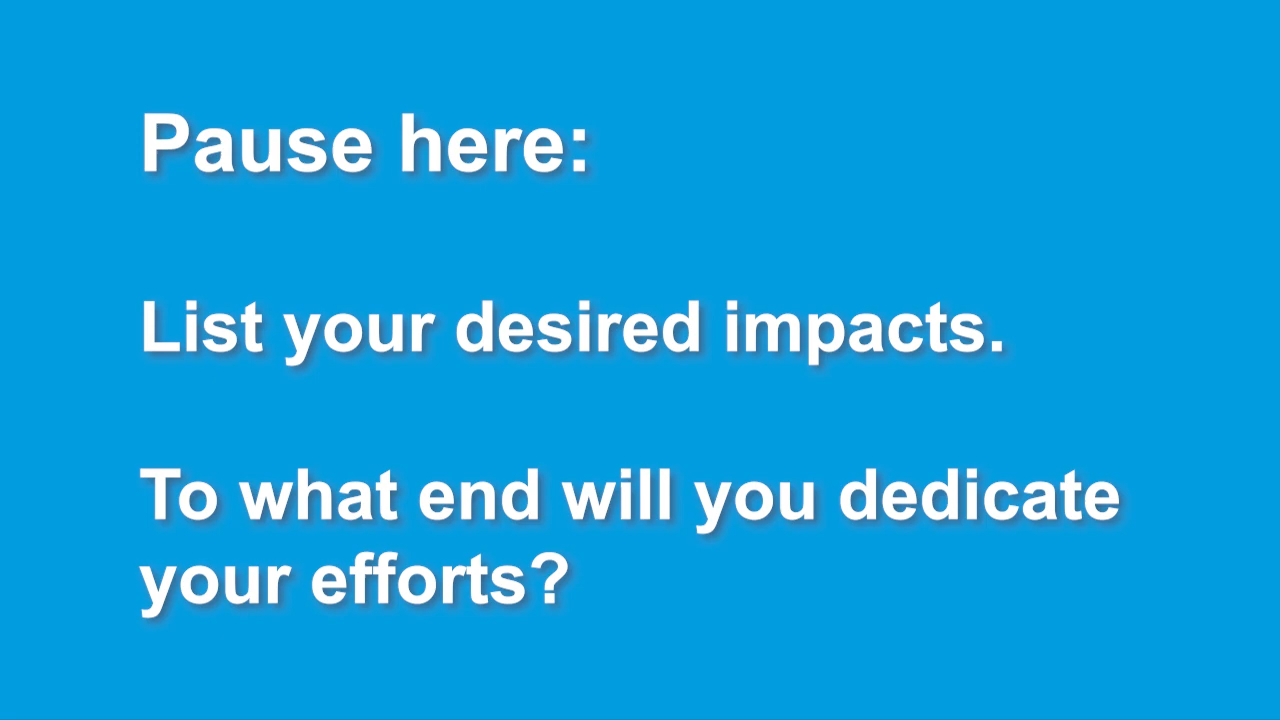 Pause here:
List your desired impacts.
To what end will you dedicate
your efforts?